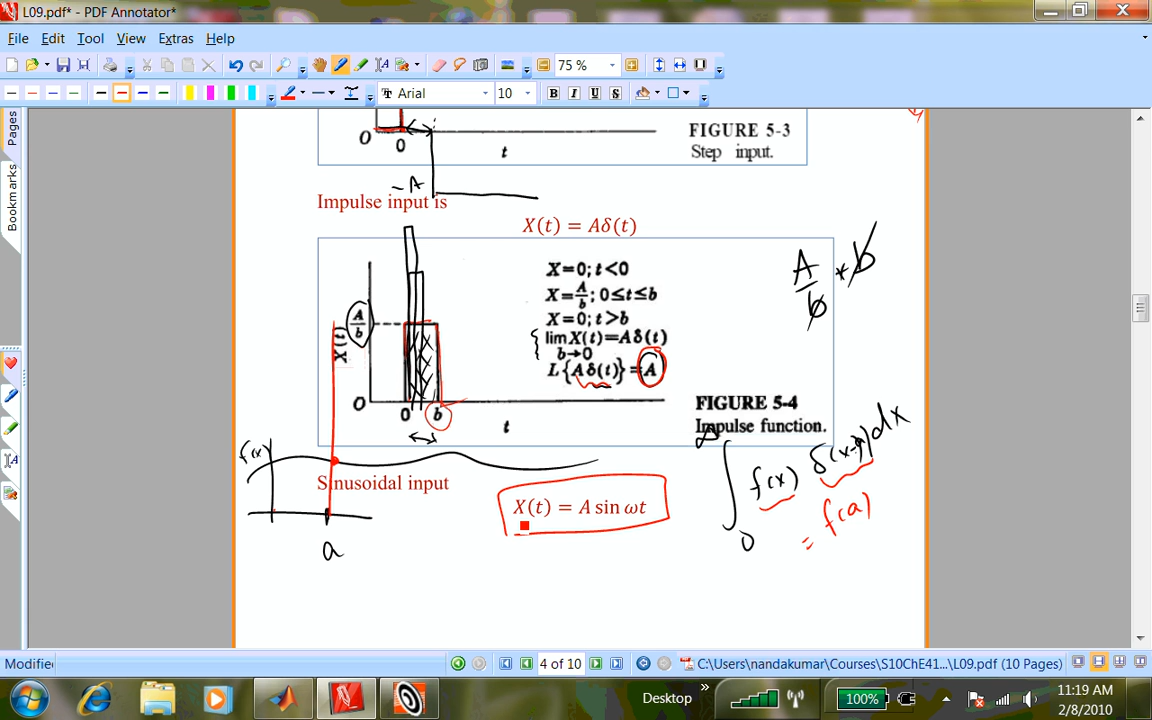 L09.pdf* - PDF Annotator*
File Edit Tool View Extras Help
75 %
Arial 10 B I U S
Pages
Bookmarks
O
0
t
FIGURE 5-3
Step input.
-A
Impulse input is
X(t) = Aδ(t)
X(t)
A/b
O
0
b
t
X=0; t<0
X=A/b; 0≤t≤b
X=0; t>b
lim X(t)=Aδ(t)
b→0
L{Aδ(t)}=A
A/b * b
FIGURE 5-4
Impulse function.
f(x)
a
Sinusoidal input
X(t) = A sin ωt
∫₀^∞ f(x) δ(x-a)dx
= f(a)
Modified
4 of 10
C:\Users\nandakumar\Courses\S10ChE41...\L09.pdf (10 Pages)
Desktop »
100%
11:19 AM
2/8/2010